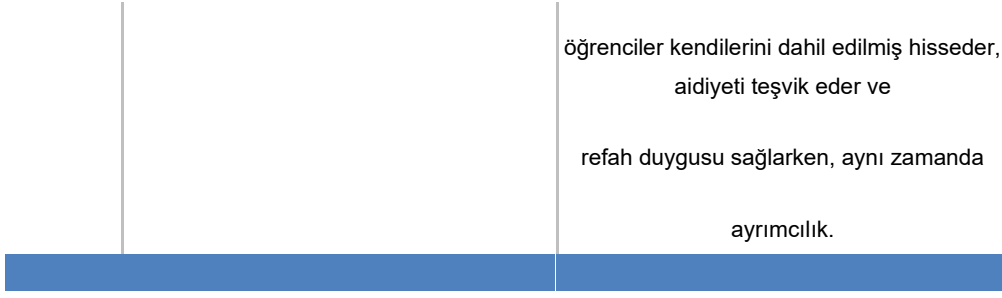 öğrenciler kendilerini dahil edilmiş hisseder,
aidiyeti teşvik eder ve
refah duygusu sağlarken, aynı zamanda
ayrımcılık.